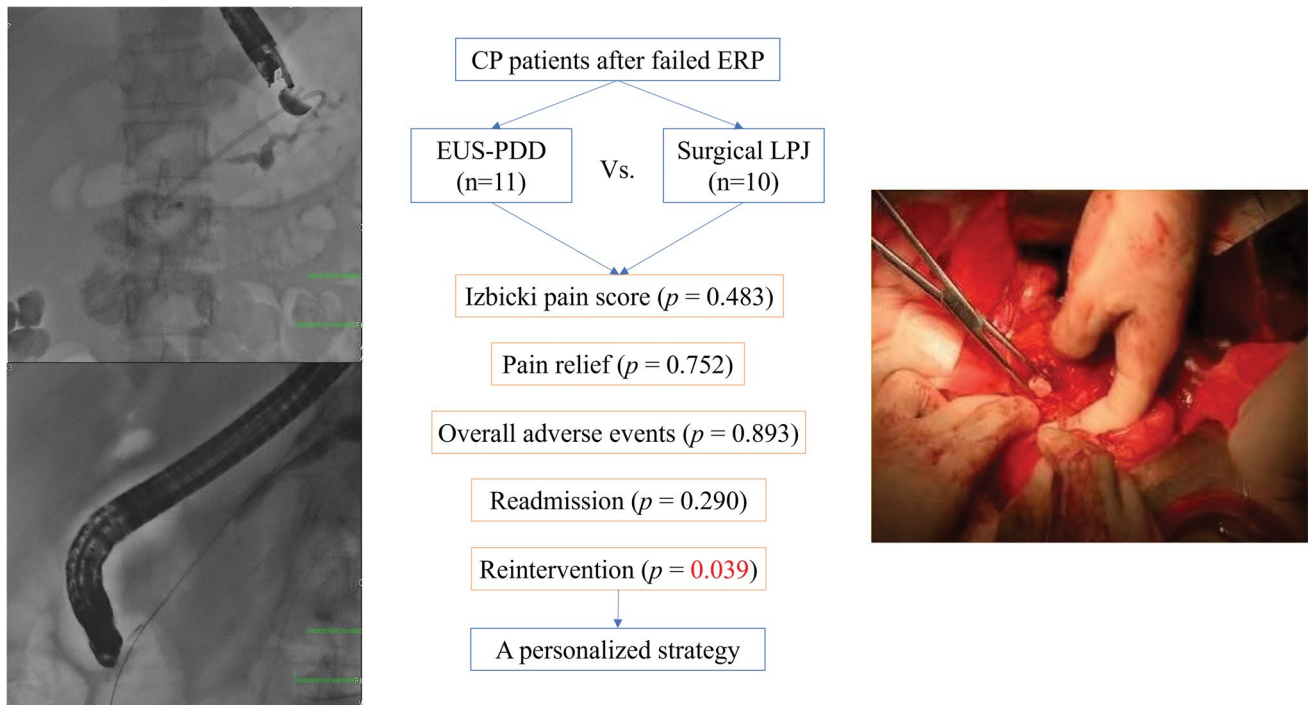 CP patients after failed ERP
EUS-PDD
(n=11)
Vs.
Surgical LPJ
(n=10)
Izbicki pain score (p = 0.483)
Pain relief (p = 0.752)
Overall adverse events (p = 0.893)
Readmission (p = 0.290)
Reintervention (p = 0.039)
A personalized strategy